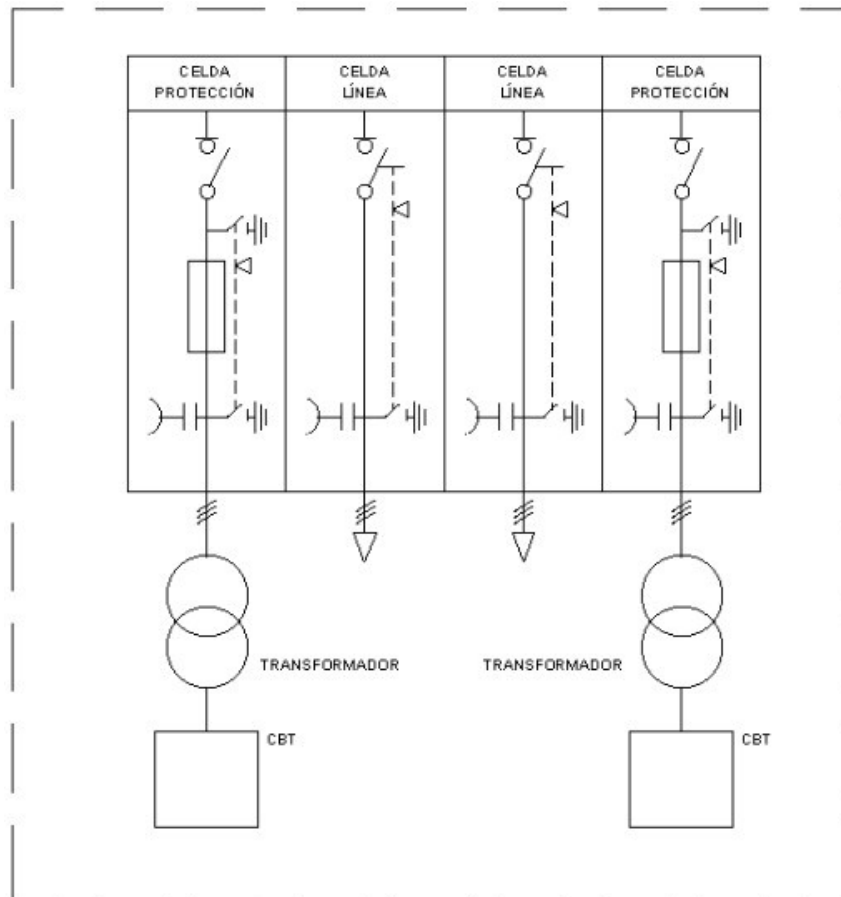 CELDA
PROTECCIÓN
CELDA
LÍNEA
CELDA
LÍNEA
CELDA
PROTECCIÓN
TRANSFORMADOR
TRANSFORMADOR
CBT
CBT